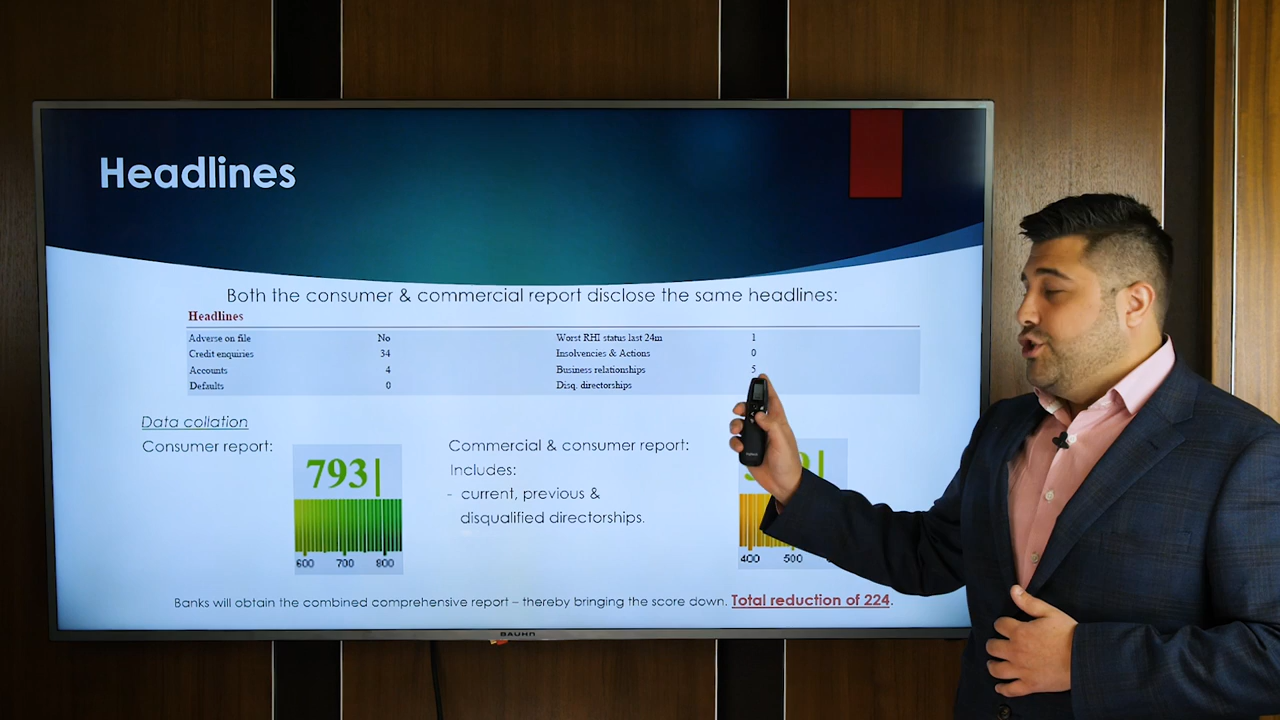 Headlines
Both the consumer & commercial report disclose the same headlines:
Headlines
Adverse on file No Worst RHI status last 24m 1
Credit enquiries 34 Insolvencies & Actions 0
Accounts 4 Business relationships 5
Defaults 0 Disq. directorships
Data collation
Consumer report:
793
600 700 800
Commercial & consumer report:
Includes:
- current, previous &
disqualified directorships.
400 500
Banks will obtain the combined comprehensive report – thereby bringing the score down. Total reduction of 224.
BAUHN